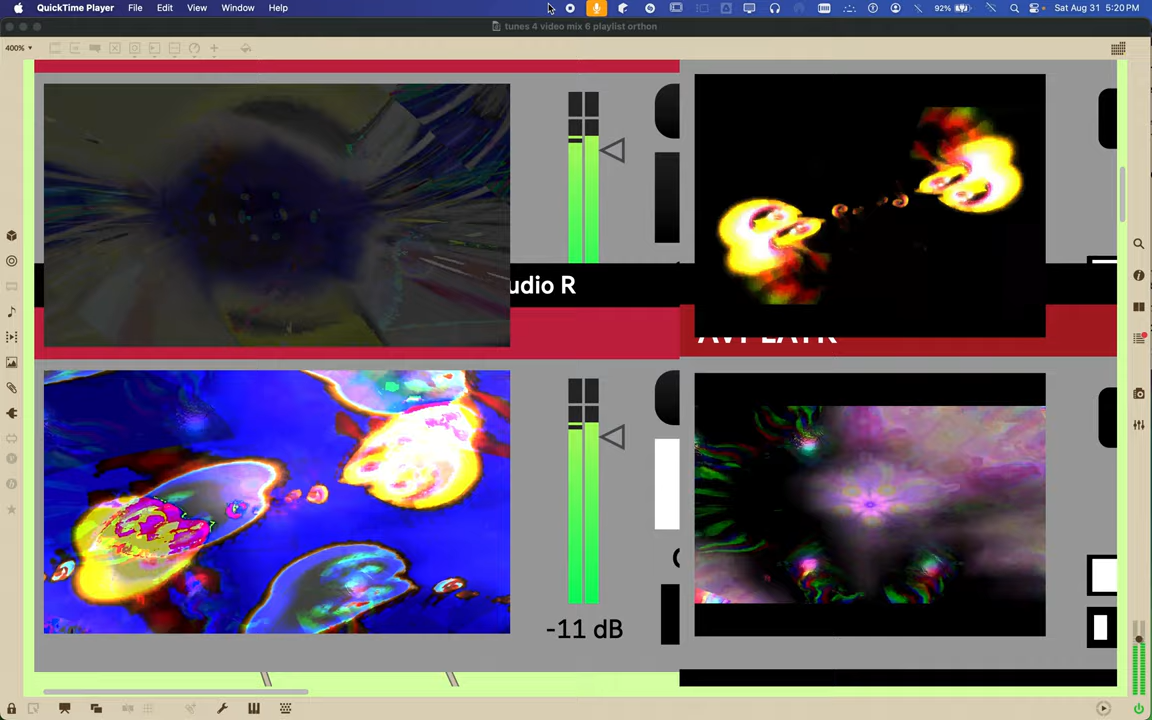 QuickTime Player File Edit View Window Help 92% Sat Aug 31 5:20 PM
tunes 4 video mix 6 playlist orthon
400%
udio R
-11 dB